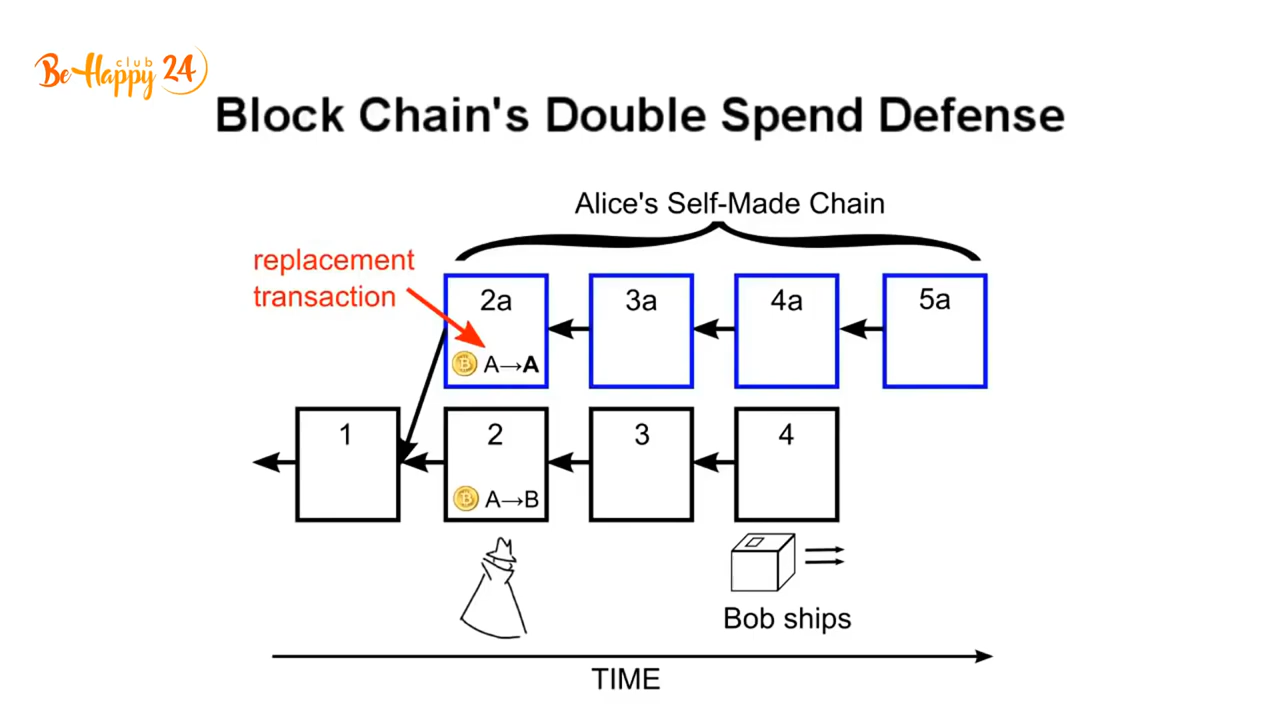 Be Happy club 24
Block Chain's Double Spend Defense
Alice's Self-Made Chain
replacement
transaction
2a
3a
4a
5a
A→A
1
2
3
4
A→B
Bob ships
TIME